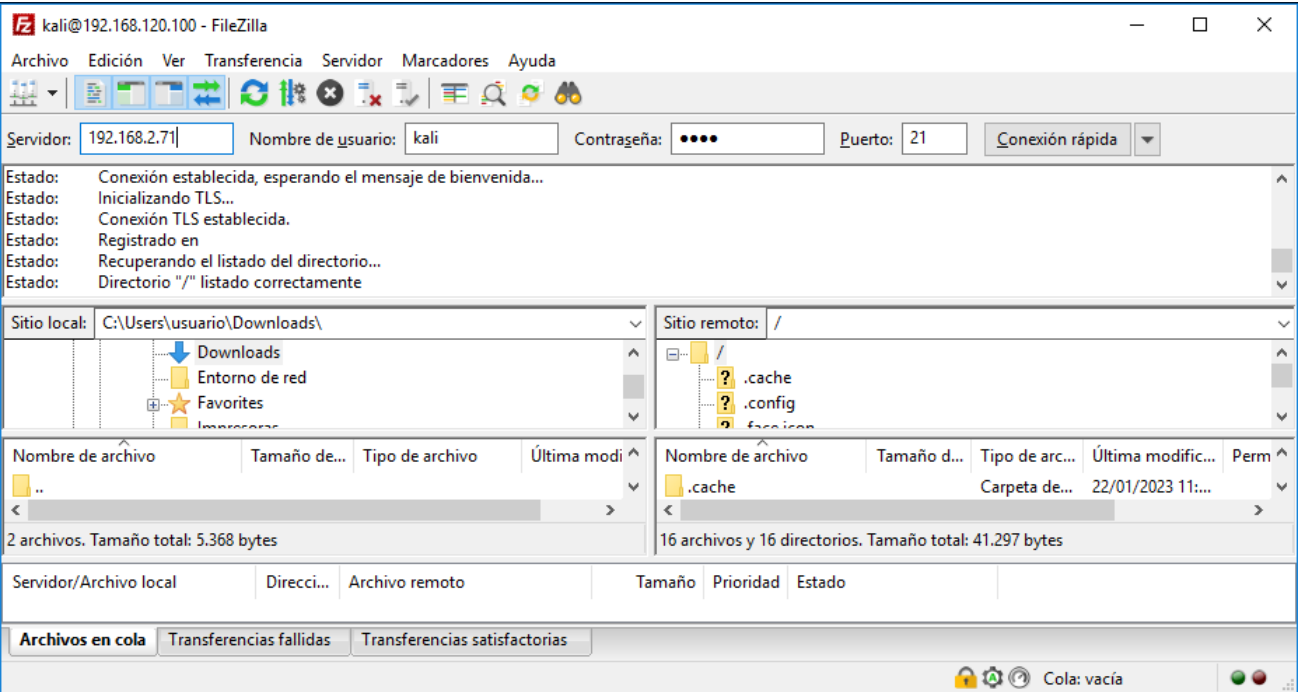 kali@192.168.120.100 - FileZilla
Archivo Edición Ver Transferencia Servidor Marcadores Ayuda
Servidor: 192.168.2.71 Nombre de usuario: kali Contraseña: ●●●● Puerto: 21 Conexión rápida
Estado: Conexión establecida, esperando el mensaje de bienvenida...
Estado: Inicializando TLS...
Estado: Conexión TLS establecida.
Estado: Registrado en
Estado: Recuperando el listado del directorio...
Estado: Directorio "/" listado correctamente
Sitio local: C:\Users\usuario\Downloads\
Downloads
Entorno de red
Favorites
Impresoras
Sitio remoto: /
/
? .cache
? .config
? .face.icon
Nombre de archivo Tamaño de... Tipo de archivo Última modi
..
2 archivos. Tamaño total: 5.368 bytes
Nombre de archivo Tamaño d... Tipo de arc... Última modific... Perm
.cache Carpeta de... 22/01/2023 11:...
16 archivos y 16 directorios. Tamaño total: 41.297 bytes
Servidor/Archivo local Direcci... Archivo remoto Tamaño Prioridad Estado
Archivos en cola Transferencias fallidas Transferencias satisfactorias
Cola: vacía